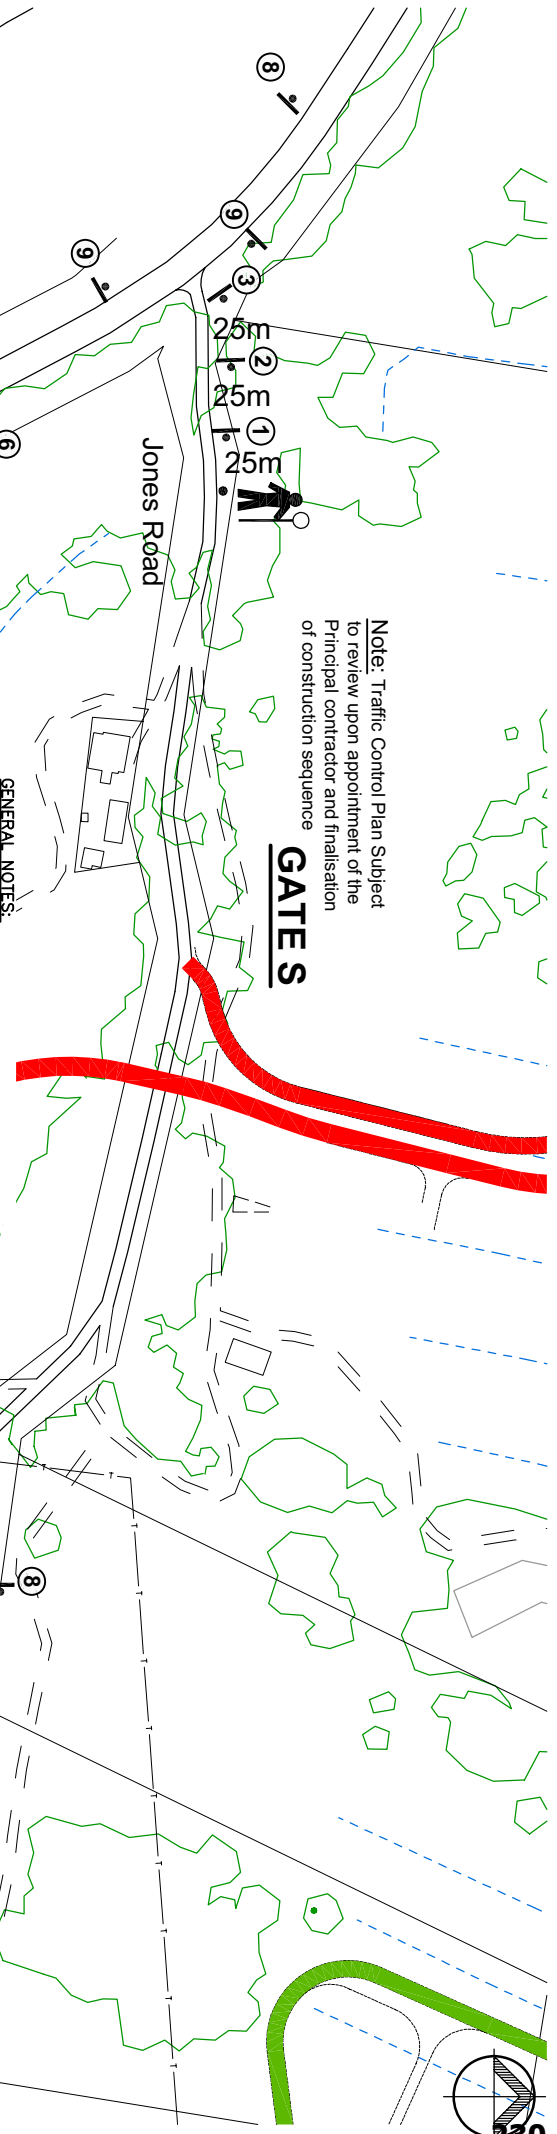 8
9
9
3
25m
2
25m
6
1
25m
Jones Road
Note: Traffic Control Plan Subject
to review upon appointment of the
Principal contractor and finalisation
of construction sequence
GENERAL NOTES:
GATE S
T
T
8
T
T
T
T
T
T
T
T